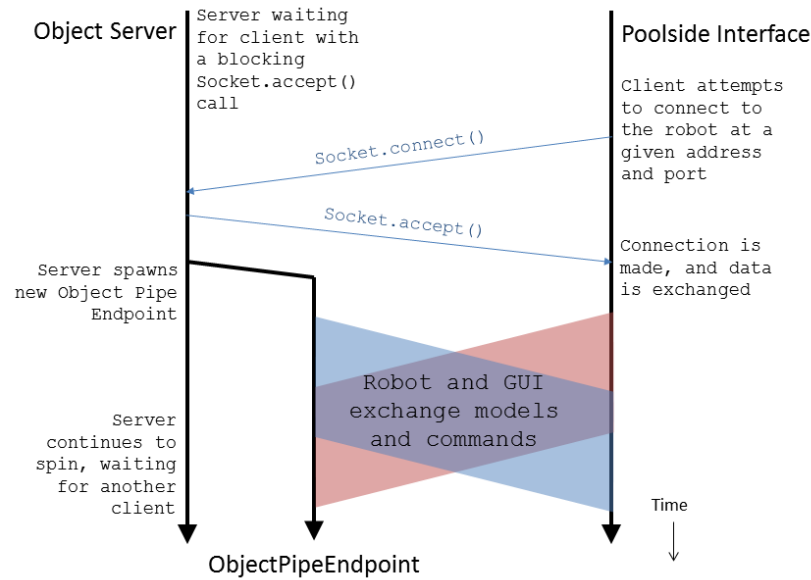 Object Server
Server waiting
for client with
a blocking
Socket.accept()
call
Poolside Interface
Client attempts
to connect to
the robot at a
given address
and port
Socket.connect()
Socket.accept()
Connection is
made, and data
is exchanged
Server spawns
new Object Pipe
Endpoint
Robot and GUI
exchange models
and commands
Server
continues to
spin, waiting
for another
client
Time
ObjectPipeEndpoint